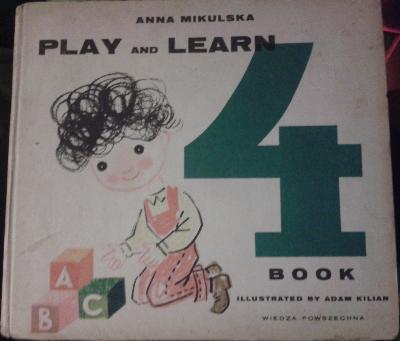 ANNA MIKULSKA
PLAY AND LEARN
4
BOOK
ILLUSTRATED BY ADAM KILIAN
WIEDZA POWSZECHNA
A
B C